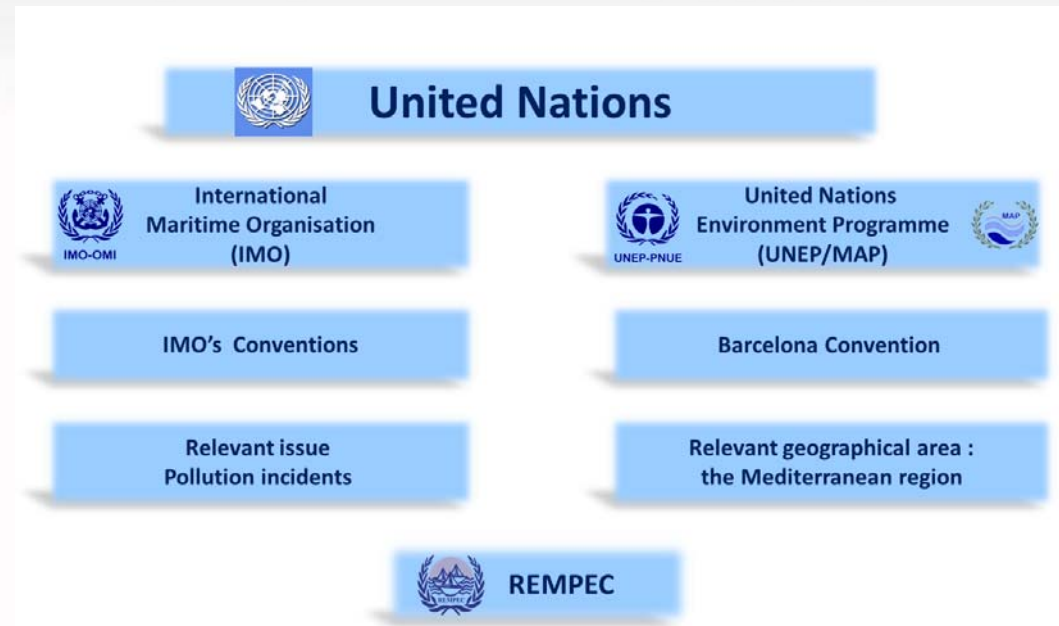 United Nations
IMO-OMI
International
Maritime Organisation
(IMO)
UNEP-PNUE
United Nations
Environment Programme
(UNEP/MAP)
MAP
IMO's Conventions
Barcelona Convention
Relevant issue
Pollution incidents
Relevant geographical area :
the Mediterranean region
REMPEC
REMPEC